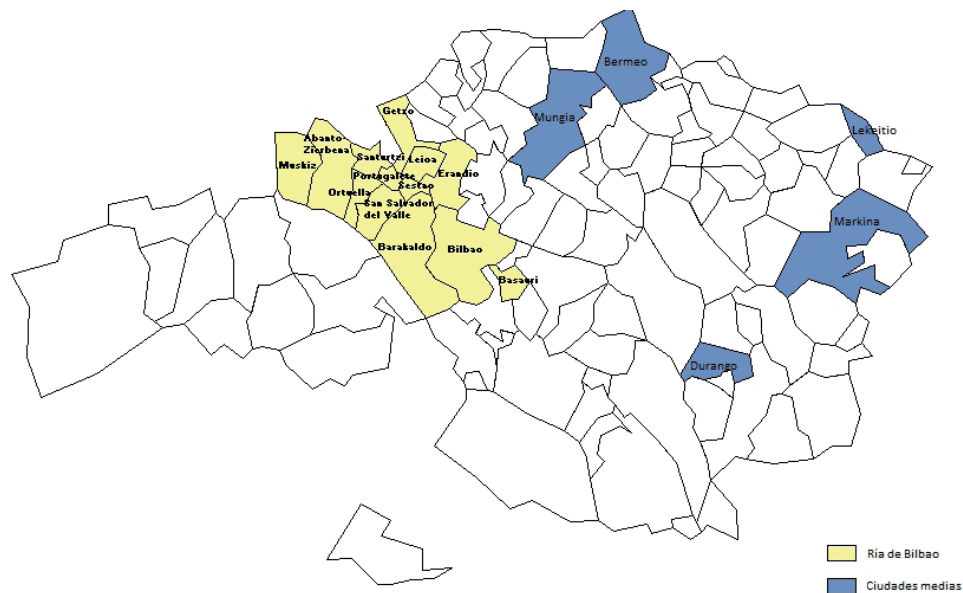 Bermeo
Getxo
Mungia
Lekeitio
Abanto-
Zierbena
Santurtzi
Leioa
Muskiz
Portugalete
Erandio
Sestao
Ortuella
San Salvador
del Valle
Markina
Barakaldo
Bilbao
Basauri
Durango
Ría de Bilbao
Ciudades medias